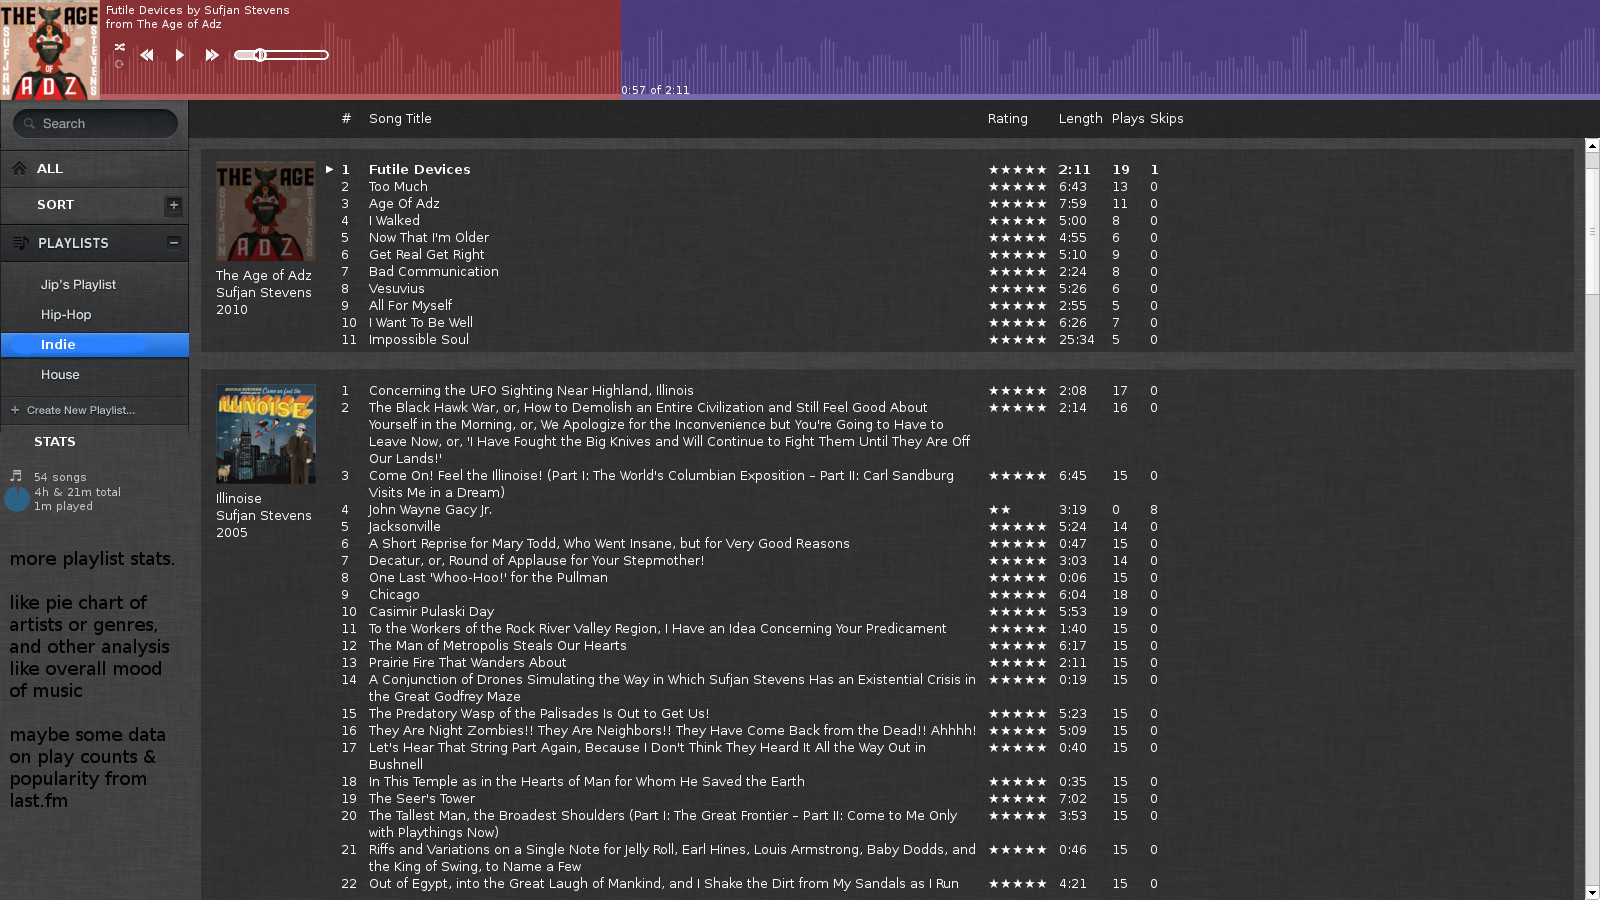 Futile Devices by Sufjan Stevens
from The Age of Adz
THE AGE
SUFJAN
STEVENS
OF
ADZ
0:57 of 2:11
Search
ALL
SORT
+
PLAYLISTS
−
Jip's Playlist
Hip-Hop
Indie
House
+ Create New Playlist...
STATS
54 songs
4h & 21m total
1m played
more playlist stats.
like pie chart of
artists or genres,
and other analysis
like overall mood
of music
maybe some data
on play counts &
popularity from
last.fm
# Song Title Rating Length Plays Skips
THE AGE
SUFJAN
STEVENS
OF
ADZ
The Age of Adz
Sufjan Stevens
2010
1 Futile Devices ★★★★★ 2:11 19 1
2 Too Much ★★★★★ 6:43 13 0
3 Age Of Adz ★★★★★ 7:59 11 0
4 I Walked ★★★★★ 5:00 8 0
5 Now That I'm Older ★★★★★ 4:55 6 0
6 Get Real Get Right ★★★★★ 5:10 9 0
7 Bad Communication ★★★★★ 2:24 8 0
8 Vesuvius ★★★★★ 5:26 6 0
9 All For Myself ★★★★★ 2:55 5 0
10 I Want To Be Well ★★★★★ 6:26 7 0
11 Impossible Soul ★★★★★ 25:34 5 0
SUFJAN STEVENS Come on feel the
ILLINOISE
Illinoise
Sufjan Stevens
2005
1 Concerning the UFO Sighting Near Highland, Illinois ★★★★★ 2:08 17 0
2 The Black Hawk War, or, How to Demolish an Entire Civilization and Still Feel Good About ★★★★★ 2:14 16 0
Yourself in the Morning, or, We Apologize for the Inconvenience but You're Going to Have to
Leave Now, or, 'I Have Fought the Big Knives and Will Continue to Fight Them Until They Are Off
Our Lands!'
3 Come On! Feel the Illinoise! (Part I: The World's Columbian Exposition – Part II: Carl Sandburg ★★★★★ 6:45 15 0
Visits Me in a Dream)
4 John Wayne Gacy Jr. ★★ 3:19 0 8
5 Jacksonville ★★★★★ 5:24 14 0
6 A Short Reprise for Mary Todd, Who Went Insane, but for Very Good Reasons ★★★★★ 0:47 15 0
7 Decatur, or, Round of Applause for Your Stepmother! ★★★★★ 3:03 14 0
8 One Last 'Whoo-Hoo!' for the Pullman ★★★★★ 0:06 15 0
9 Chicago ★★★★★ 6:04 18 0
10 Casimir Pulaski Day ★★★★★ 5:53 19 0
11 To the Workers of the Rock River Valley Region, I Have an Idea Concerning Your Predicament ★★★★★ 1:40 15 0
12 The Man of Metropolis Steals Our Hearts ★★★★★ 6:17 15 0
13 Prairie Fire That Wanders About ★★★★★ 2:11 15 0
14 A Conjunction of Drones Simulating the Way in Which Sufjan Stevens Has an Existential Crisis in ★★★★★ 0:19 15 0
the Great Godfrey Maze
15 The Predatory Wasp of the Palisades Is Out to Get Us! ★★★★★ 5:23 15 0
16 They Are Night Zombies!! They Are Neighbors!! They Have Come Back from the Dead!! Ahhhh! ★★★★★ 5:09 15 0
17 Let's Hear That String Part Again, Because I Don't Think They Heard It All the Way Out in ★★★★★ 0:40 15 0
Bushnell
18 In This Temple as in the Hearts of Man for Whom He Saved the Earth ★★★★★ 0:35 15 0
19 The Seer's Tower ★★★★★ 7:02 15 0
20 The Tallest Man, the Broadest Shoulders (Part I: The Great Frontier – Part II: Come to Me Only ★★★★★ 3:53 15 0
with Playthings Now)
21 Riffs and Variations on a Single Note for Jelly Roll, Earl Hines, Louis Armstrong, Baby Dodds, and ★★★★★ 0:46 15 0
the King of Swing, to Name a Few
22 Out of Egypt, into the Great Laugh of Mankind, and I Shake the Dirt from My Sandals as I Run ★★★★★ 4:21 15 0